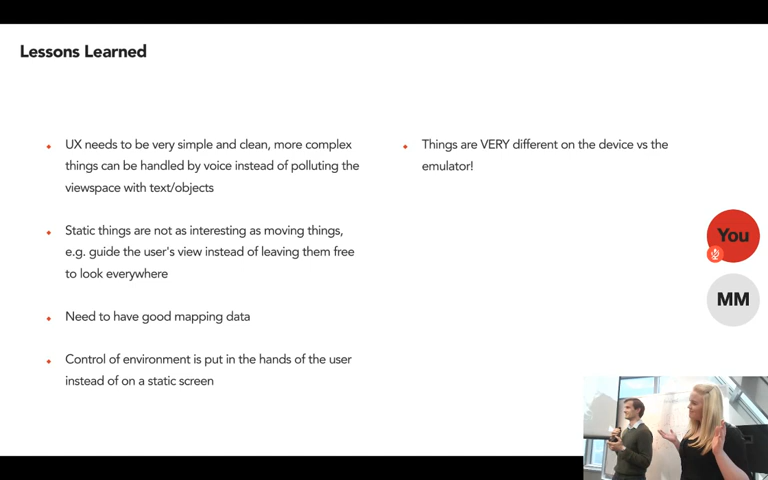 Lessons Learned
UX needs to be very simple and clean, more complex
things can be handled by voice instead of polluting the
viewspace with text/objects
Static things are not as interesting as moving things,
e.g. guide the user's view instead of leaving them free
to look everywhere
Need to have good mapping data
Control of environment is put in the hands of the user
instead of on a static screen
Things are VERY different on the device vs the
emulator!
You
MM